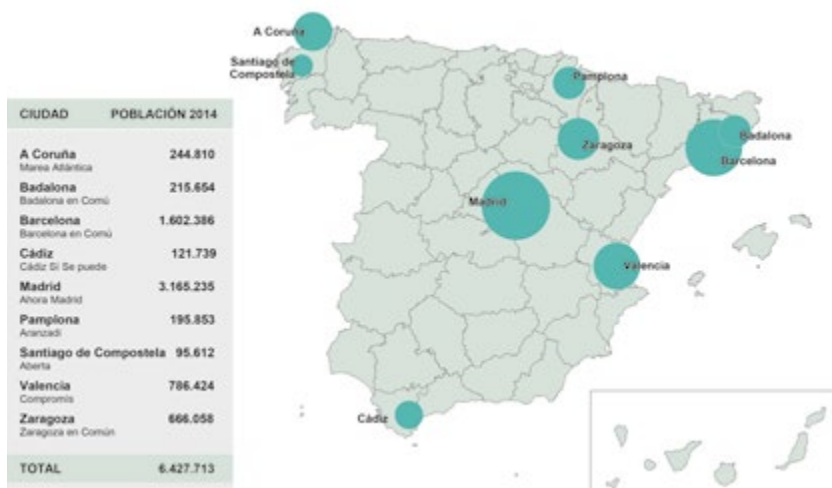 CIUDAD POBLACIÓN 2014
A Coruña 244.810
Marea Atlántica
Badalona 215.654
Badalona en Comú
Barcelona 1.602.386
Barcelona en Comú
Cádiz 121.739
Cádiz Sí Se puede
Madrid 3.165.235
Ahora Madrid
Pamplona 195.853
Aranzadi
Santiago de Compostela 95.612
Aberta
Valencia 786.424
Compromís
Zaragoza 666.058
Zaragoza en Común
TOTAL 6.427.713
A Coruña
Santiago de
Compostela
Pamplona
Zaragoza
Badalona
Barcelona
Madrid
Valencia
Cádiz